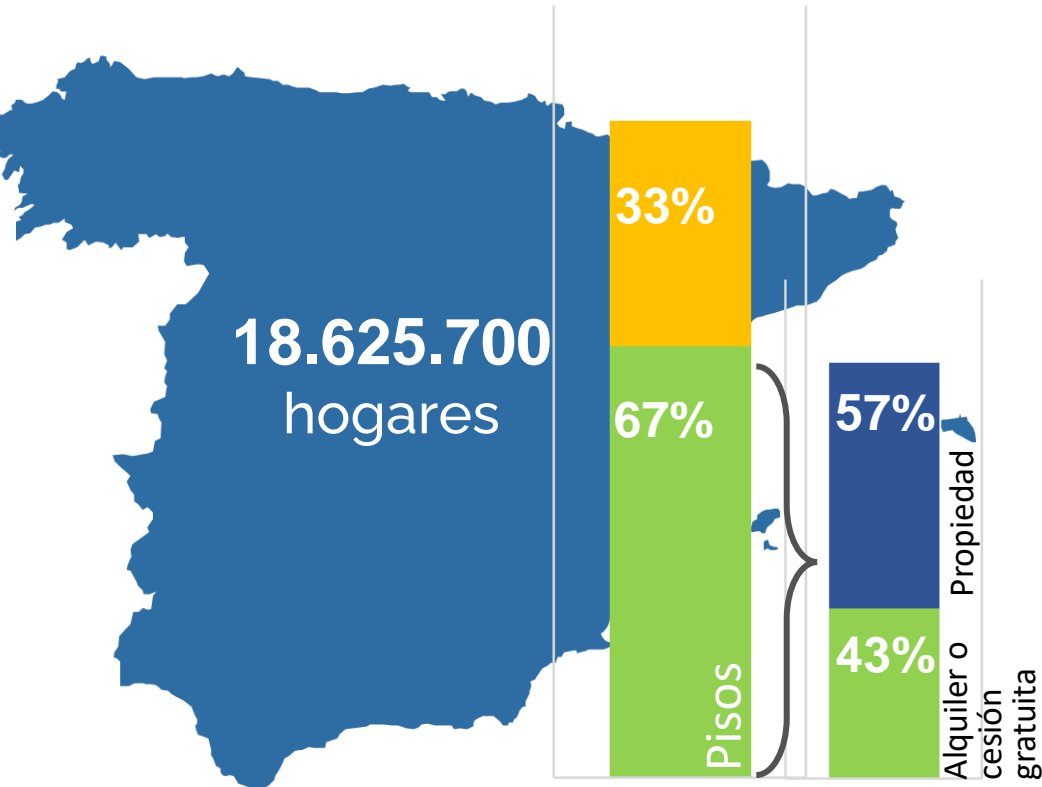 18.625.700
hogares
33%
67%
Pisos
57%
Propiedad
43%
Alquiler o
cesión
gratuita